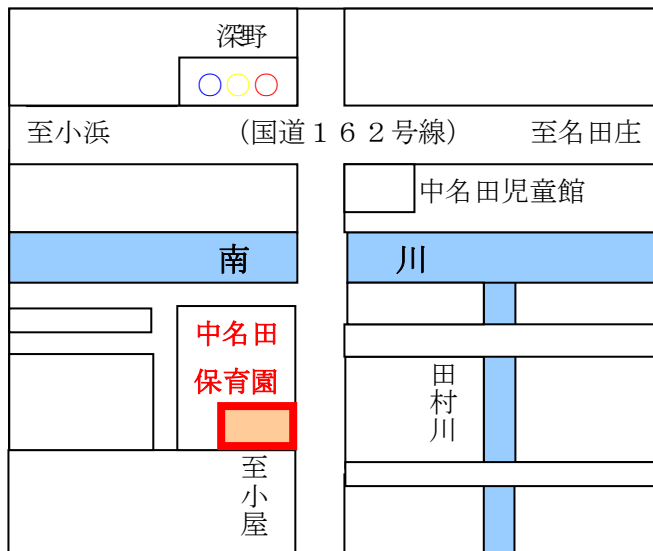 深野
至小浜
(国道１６２号線)
至名田庄
中名田児童館
南川
中名田
保育園
田村川
至小屋